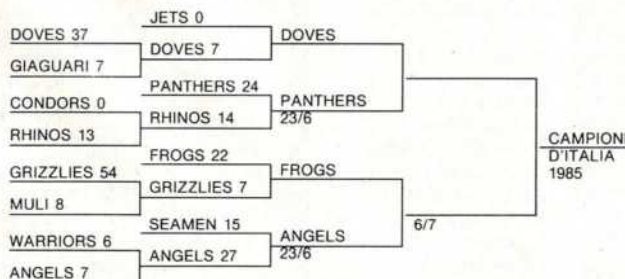 DOVES 37
GIAGUARI 7
CONDORS 0
RHINOS 13
GRIZZLIES 54
MULI 8
WARRIORS 6
ANGELS 7
JETS 0
DOVES 7
PANTHERS 24
RHINOS 14
FROGS 22
GRIZZLIES 7
SEAMEN 15
ANGELS 27
DOVES
PANTHERS
23/6
FROGS
ANGELS
23/6
6/7
CAMPIONI
D'ITALIA
1985